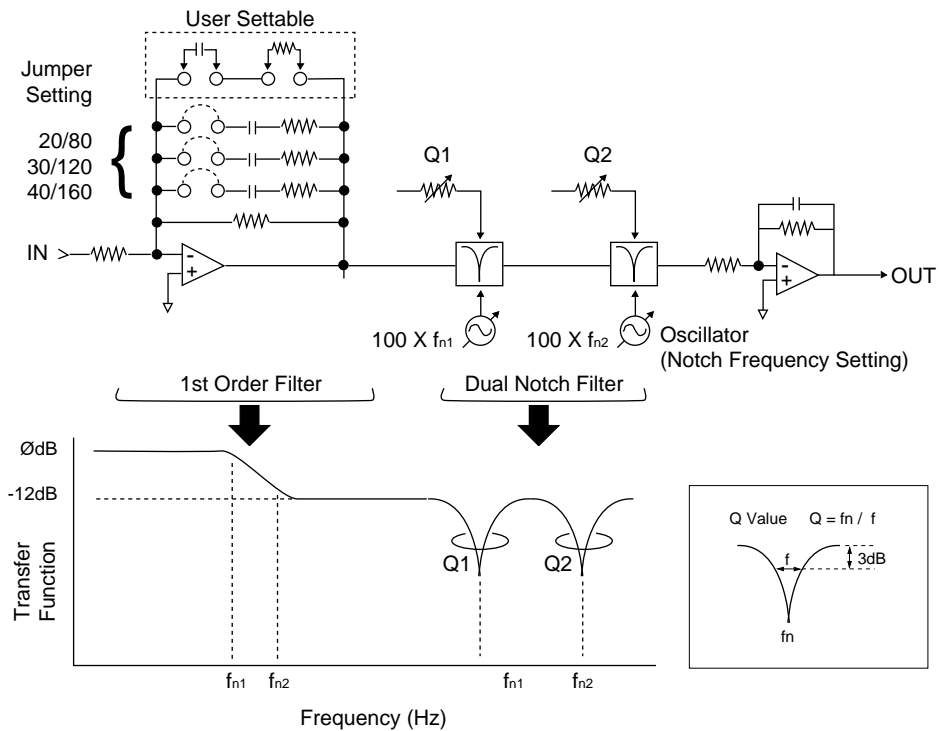 User Settable
Jumper
Setting
20/80
30/120
40/160
Q1
Q2
IN
-
+
-
+
OUT
100 X fn1
100 X fn2
Oscillator
(Notch Frequency Setting)
1st Order Filter
Dual Notch Filter
ØdB
-12dB
Transfer
Function
Q1
Q2
fn1
fn2
fn1
fn2
Frequency (Hz)
Q Value Q = fn / f
f
3dB
fn